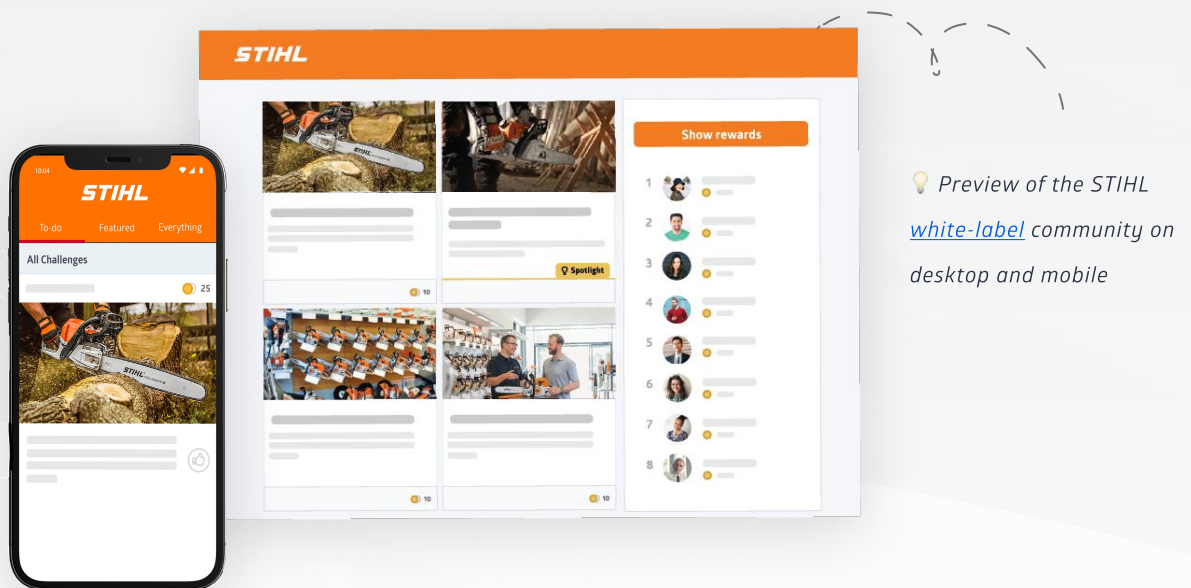 STIHL
Show rewards
1
2
3
Spotlight
10
4
5
6
7
8
10
10
10:04
STIHL
To-do Featured Everything
All Challenges
25
STIHL
Preview of the STIHL
white-label community on
desktop and mobile